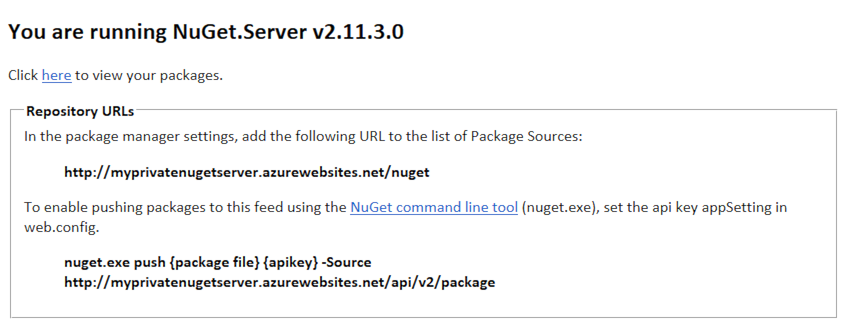 You are running NuGet.Server v2.11.3.0
Click here to view your packages.
Repository URLs
In the package manager settings, add the following URL to the list of Package Sources:
http://myprivatenugetserver.azurewebsites.net/nuget
To enable pushing packages to this feed using the NuGet command line tool (nuget.exe), set the api key appSetting in
web.config.
nuget.exe push {package file} {apikey} -Source
http://myprivatenugetserver.azurewebsites.net/api/v2/package